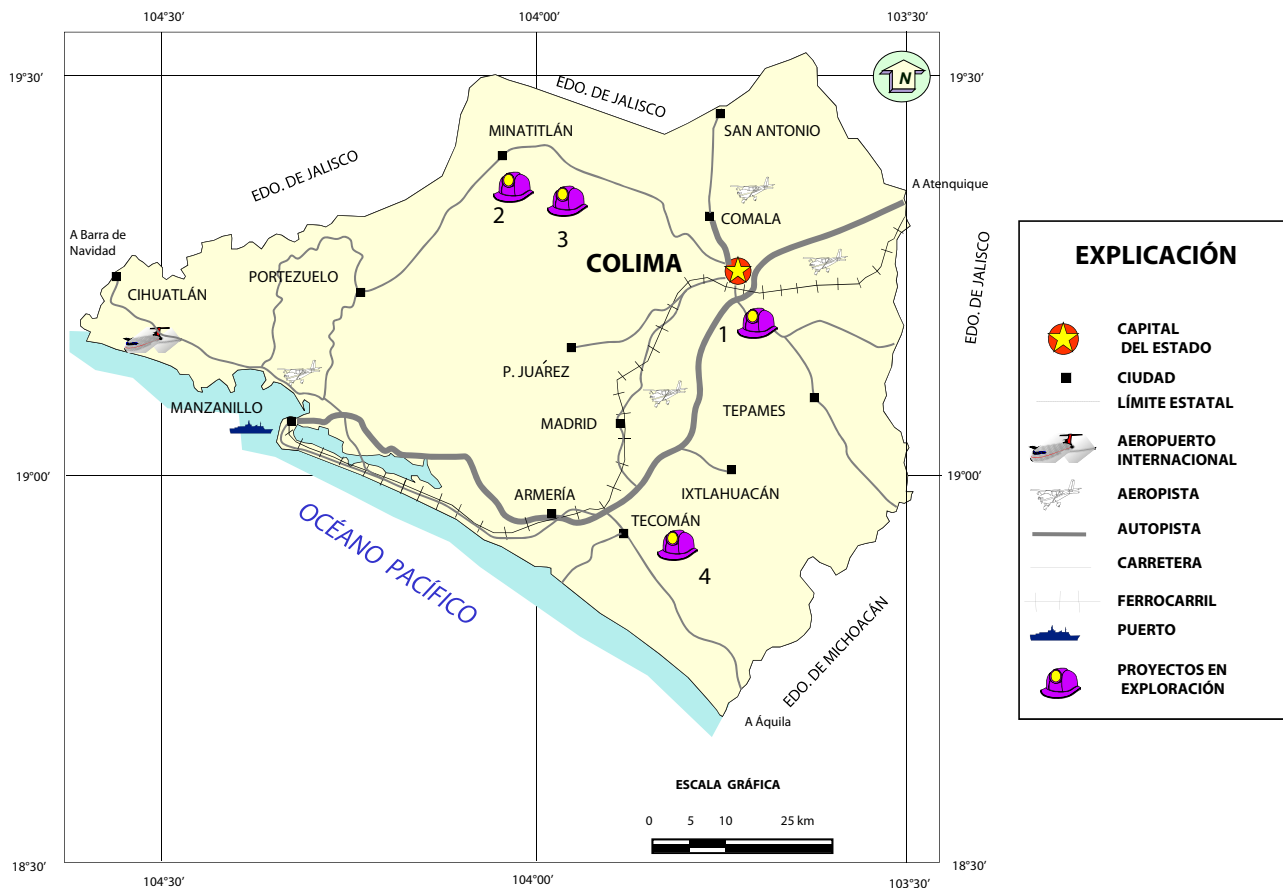 104°30'
104°00'
103°30'
19°30'
19°30'
N
EDO. DE JALISCO
MINATITLÁN
SAN ANTONIO
EDO. DE JALISCO
A Atenquique
2
3
COMALA
A Barra de
Navidad
COLIMA
EDO. DE JALISCO
PORTEZUELO
CIHUATLÁN
1
P. JUÁREZ
MANZANILLO
TEPAMES
MADRID
19°00'
19°00'
IXTLAHUACÁN
ARMERÍA
TECOMÁN
OCÉANO PACÍFICO
4
EDO. DE MICHOACÁN
A Áquila
ESCALA GRÁFICA
0 5 10 25 km
18°30'
18°30'
104°30'
104°00'
103°30'
EXPLICACIÓN
CAPITAL
DEL ESTADO
CIUDAD
LÍMITE ESTATAL
AEROPUERTO
INTERNACIONAL
AEROPISTA
AUTOPISTA
CARRETERA
FERROCARRIL
PUERTO
PROYECTOS EN
EXPLORACIÓN